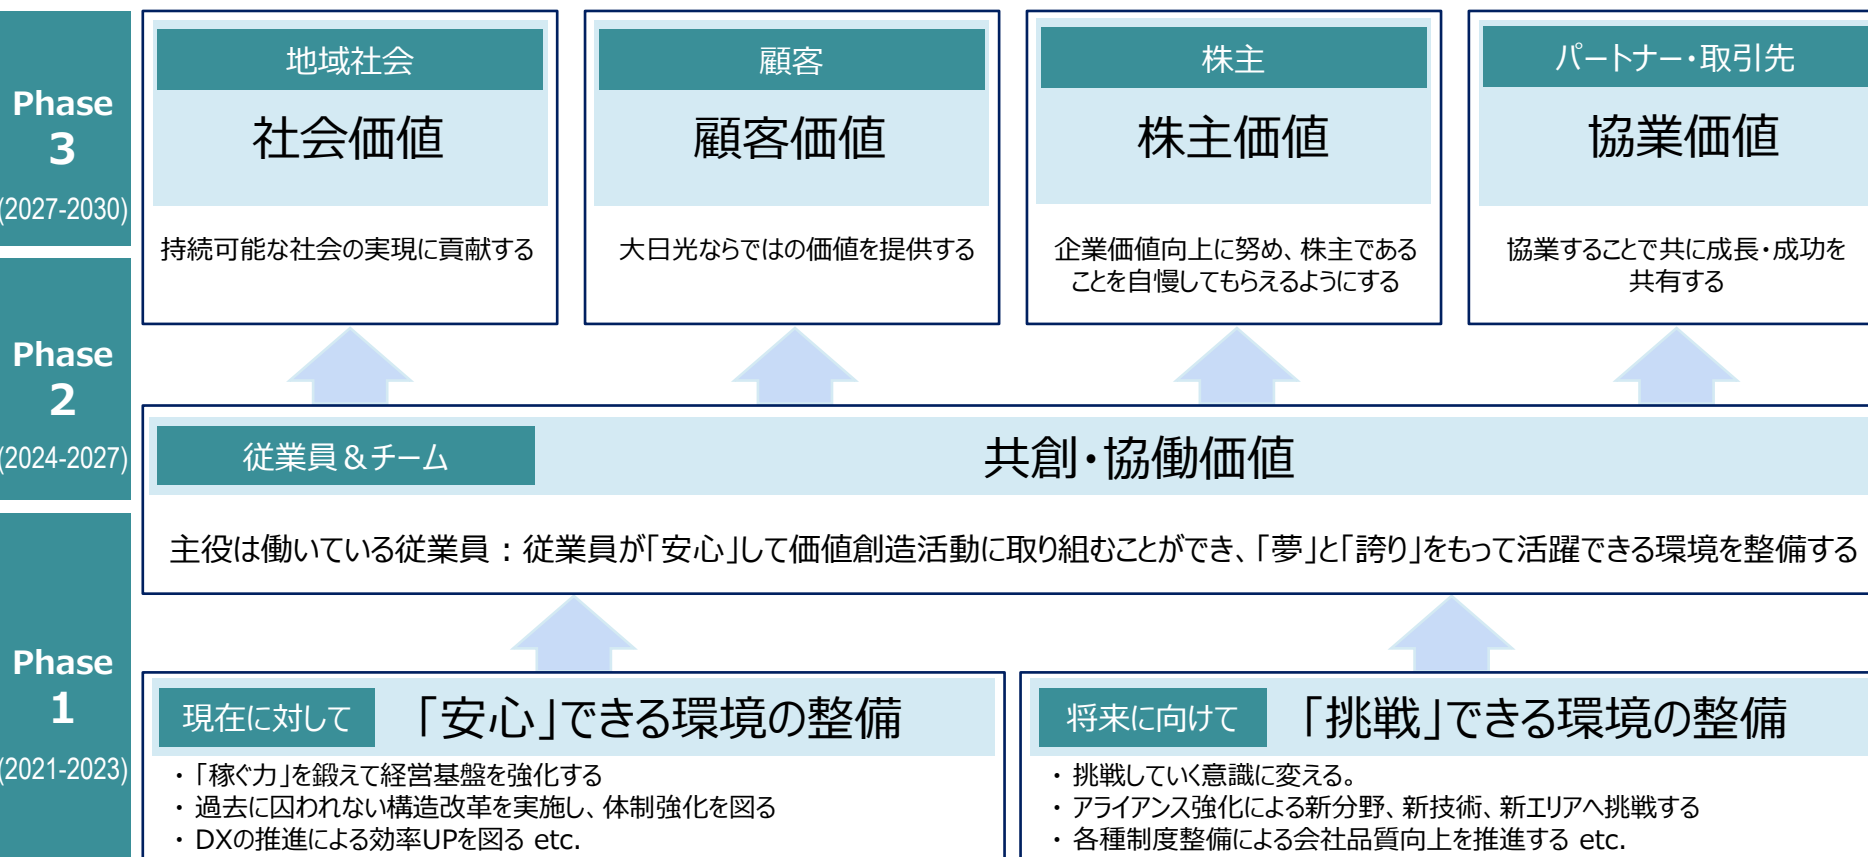 Phase
3
(2027-2030)
地域社会
社会価値
持続可能な社会の実現に貢献する
顧客
顧客価値
大日光ならではの価値を提供する
株主
株主価値
企業価値向上に努め、株主である
ことを自慢してもらえるようにする
パートナー・取引先
協業価値
協業することで共に成長・成功を
共有する
Phase
2
(2024-2027)
従業員＆チーム
共創・協働価値
主役は働いている従業員：従業員が「安心」して価値創造活動に取り組むことができ、「夢」と「誇り」をもって活躍できる環境を整備する
Phase
1
(2021-2023)
現在に対して
「安心」できる環境の整備
・「稼ぐ力」を鍛えて経営基盤を強化する
・過去に囚われない構造改革を実施し、体制強化を図る
・DXの推進による効率UPを図る etc.
将来に向けて
「挑戦」できる環境の整備
・挑戦していく意識に変える。
・アライアンス強化による新分野、新技術、新エリアへ挑戦する
・各種制度整備による会社品質向上を推進する etc.